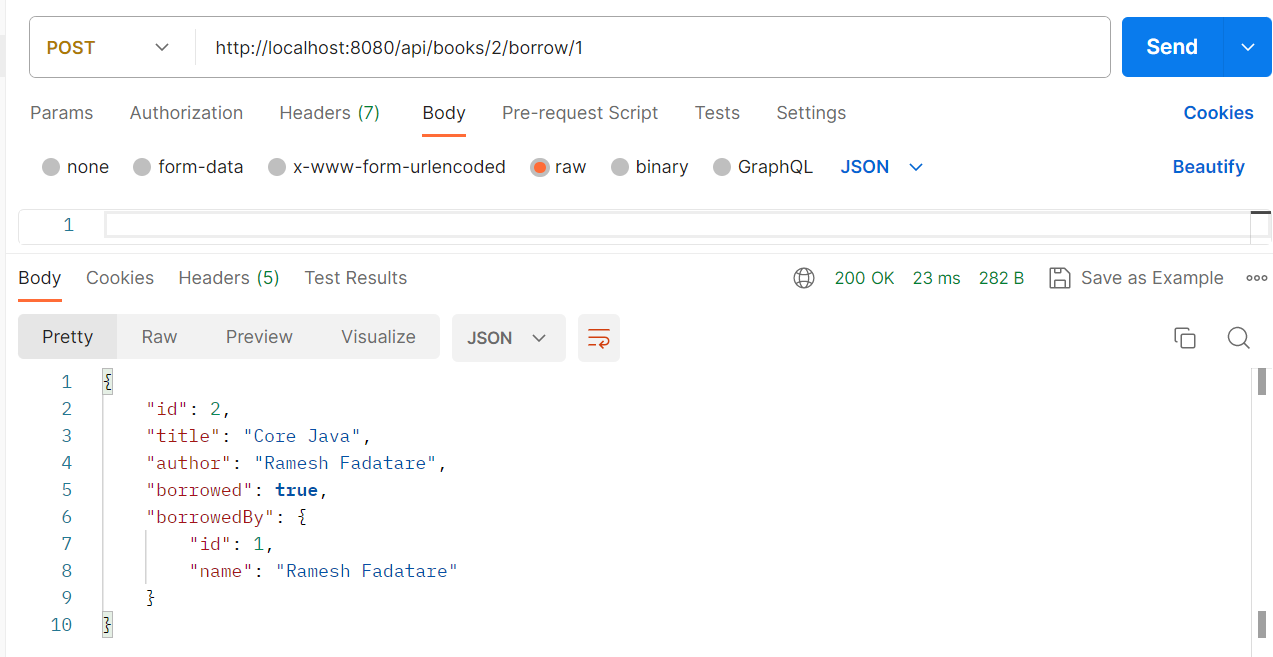 POST http://localhost:8080/api/books/2/borrow/1 Send
Params Authorization Headers (7) Body Pre-request Script Tests Settings Cookies
none form-data x-www-form-urlencoded raw binary GraphQL JSON Beautify
1
Body Cookies Headers (5) Test Results 200 OK 23 ms 282 B Save as Example
Pretty Raw Preview Visualize JSON
1 {
2 "id": 2,
3 "title": "Core Java",
4 "author": "Ramesh Fadatare",
5 "borrowed": true,
6 "borrowedBy": {
7 "id": 1,
8 "name": "Ramesh Fadatare"
9 }
10 }